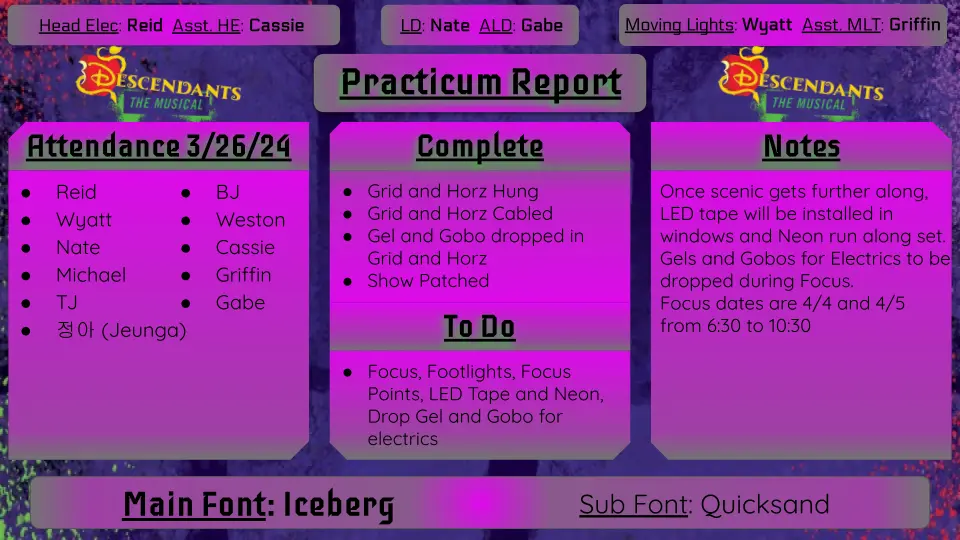 Head Elec: Reid Asst. HE: Cassie
LD: Nate ALD: Gabe
Moving Lights: Wyatt Asst. MLT: Griffin
DESCENDANTS
THE MUSICAL
Practicum Report
DESCENDANTS
THE MUSICAL
Attendance 3/26/24
● Reid
● Wyatt
● Nate
● Michael
● TJ
● 정아 (Jeunga)
● BJ
● Weston
● Cassie
● Griffin
● Gabe
Complete
● Grid and Horz Hung
● Grid and Horz Cabled
● Gel and Gobo dropped in
Grid and Horz
● Show Patched
To Do
● Focus, Footlights, Focus
Points, LED Tape and Neon,
Drop Gel and Gobo for
electrics
Notes
Once scenic gets further along,
LED tape will be installed in
windows and Neon run along set.
Gels and Gobos for Electrics to be
dropped during Focus.
Focus dates are 4/4 and 4/5
from 6:30 to 10:30
Main Font: Iceberg
Sub Font: Quicksand